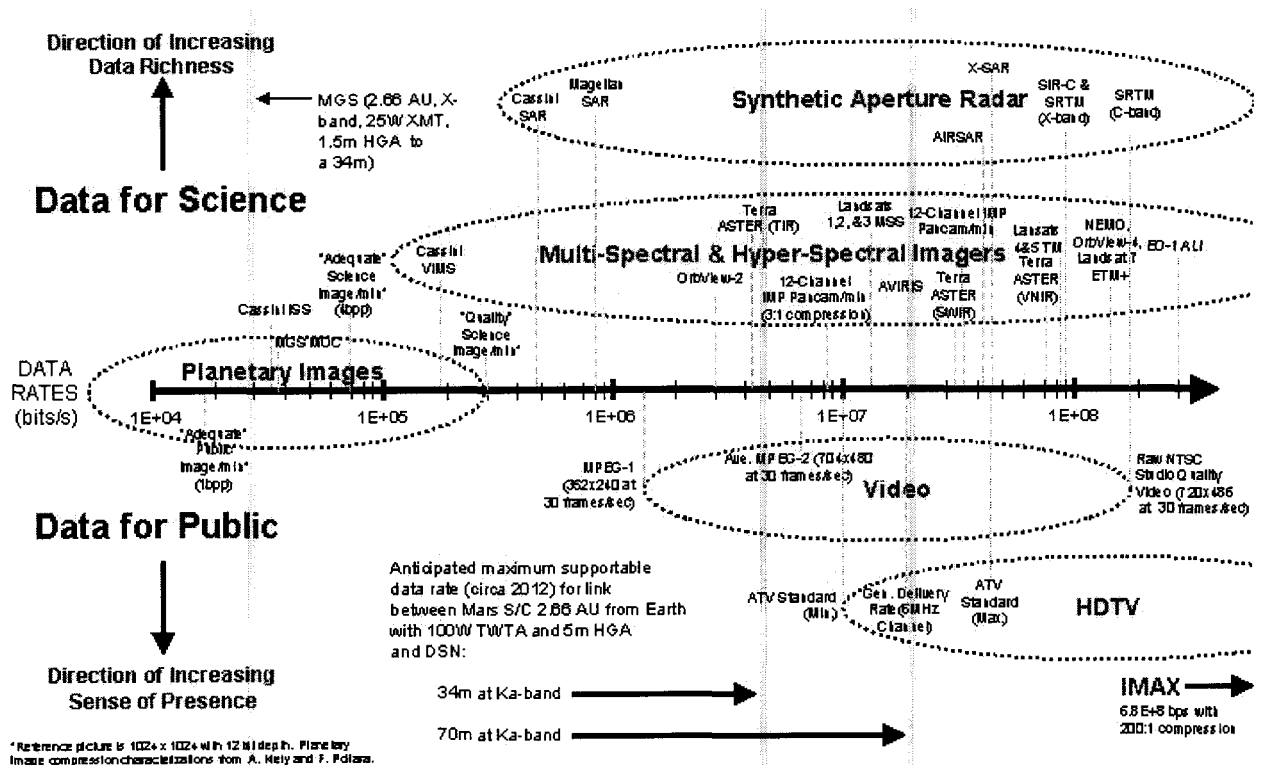 Direction of Increasing
Data Richness
MGS (2.66 AU, X-
band, 25W XMT,
1.5m HGA to
a 34m)
Data for Science
Cassini
SAR
Magellan
SAR
Synthetic Aperture Radar
X-SAR
AIRSAR
SIR-C &
SRTM
(X-band)
SRTM
(C-band)
"Adequate"
Science
Image/min*
(1bpp)
Cassini
VIMS
Terra
ASTER (TIR)
Landsats
1,2,&3 MSS
12-Channel IMP
Pancam/min
Multi-Spectral & Hyper-Spectral Imagers
OrbView-2
12-Channel
IMP Pancam/min
(3:1 compression)
AVIRIS
Terra
ASTER
(SWIR)
Lansats
4&5 TM
Terra
ASTER
(VNIR)
NEMO,
OrbView-4,
Landsat 7
ETM+
EO-1 ALI
Cassini ISS
MGS MOC
"Quality"
Science
Image/min*
Planetary Images
DATA
RATES
(bits/s)
1E+04
1E+05
1E+06
1E+07
1E+08
"Adequate"
Public
Image/min*
(1bpp)
Data for Public
MPEG-1
(352x240 at
30 frames/sec)
Ave. MPEG-2 (704x480
at 30 frames/sec)
Video
Raw NTSC
Studio Quality
Video (720x486
at 30 frames/sec)
Anticipated maximum supportable
data rate (circa 2012) for link
between Mars S/C 2.66 AU from Earth
with 100W TWTA and 5m HGA
and DSN:
ATV Standard
(Min.)
"Gen. Delivery
Rate (6MHz
Channel)
ATV
Standard
(Max.)
HDTV
Direction of Increasing
Sense of Presence
34m at Ka-band
70m at Ka-band
IMAX
6.8E+8 bps with
200:1 compression
*Reference picture is 1024 x 1024 with 12 bit depth. Planetary
image compression characterizations from A. and F.